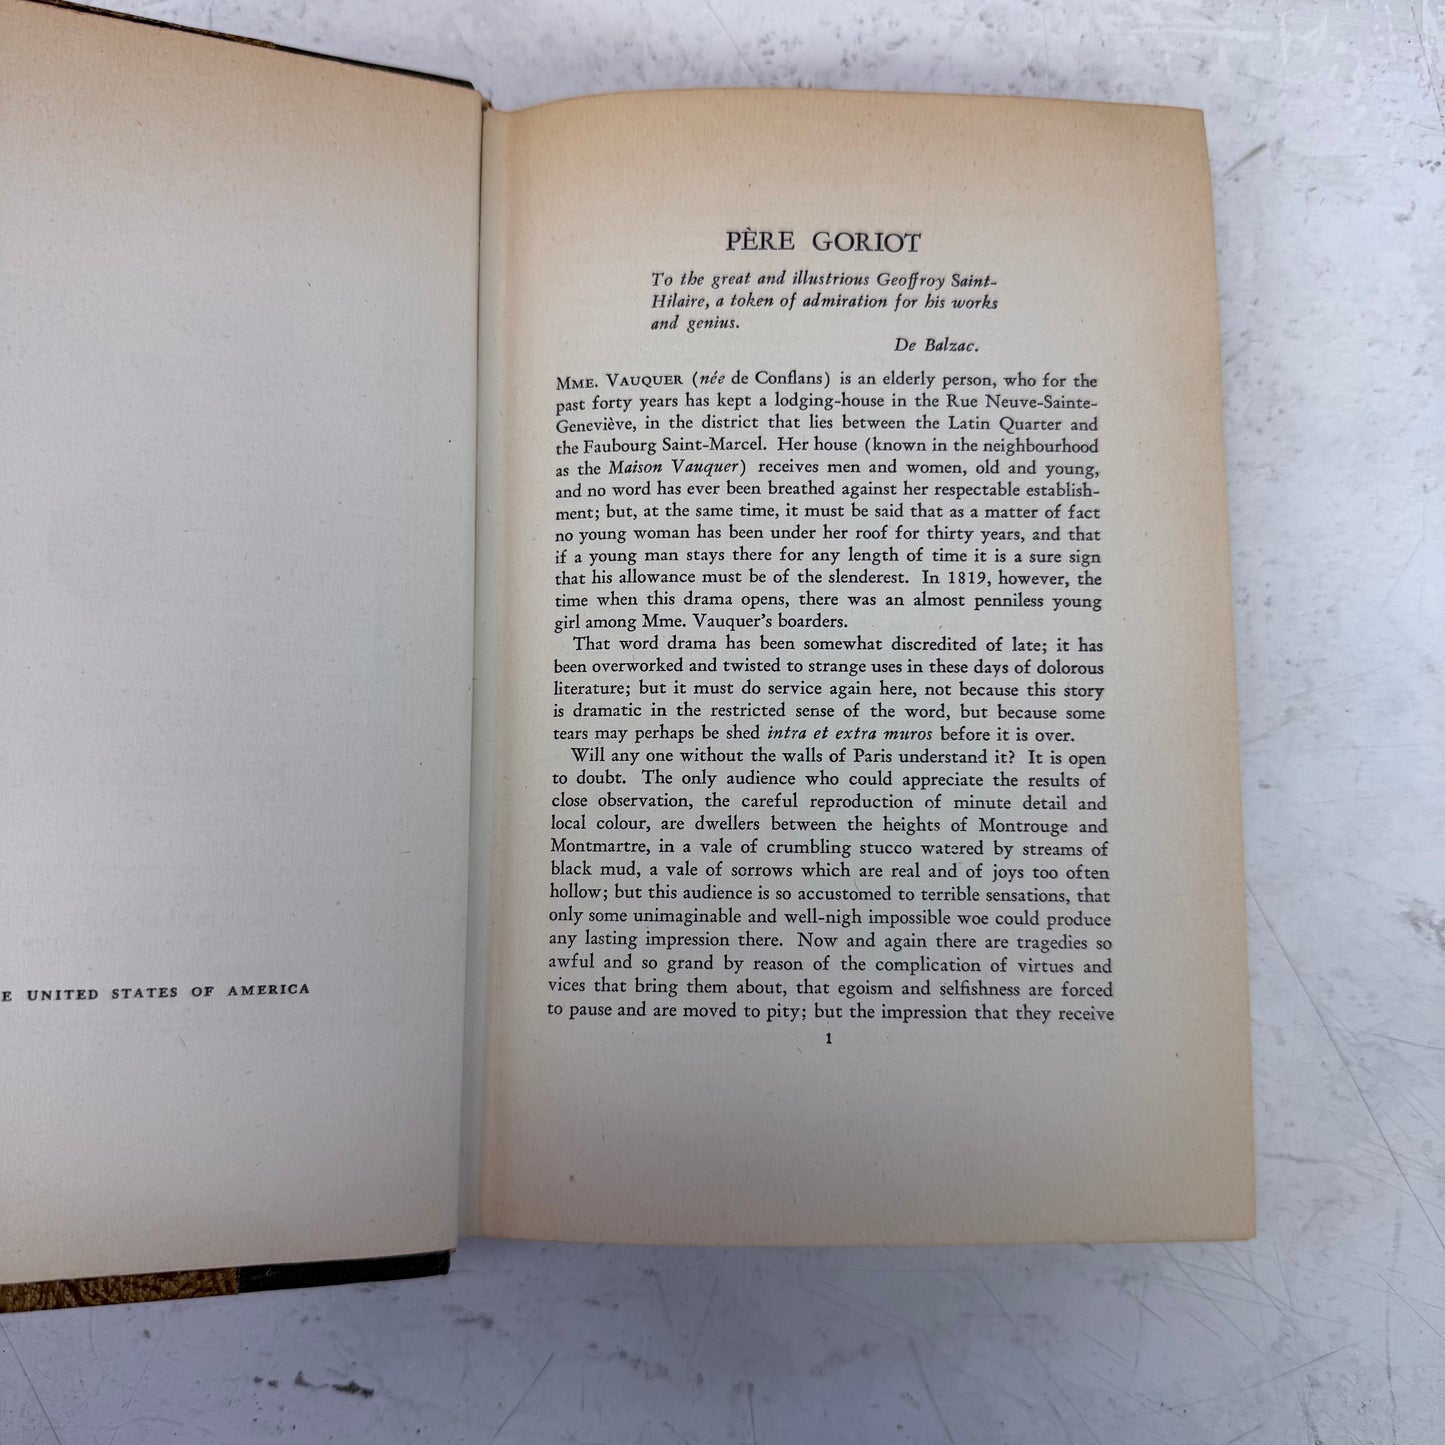 E UNITED STATES OF AMERICA
PÈRE GORIOT
To the great and illustrious Geoffroy Saint-
Hilaire, a token of admiration for his works
and genius.
De Balzac.
MME. VAUQUER (née de Conflans) is an elderly person, who for the
past forty years has kept a lodging-house in the Rue Neuve-Sainte-
Geneviève, in the district that lies between the Latin Quarter and
the Faubourg Saint-Marcel. Her house (known in the neighbourhood
as the Maison Vauquer) receives men and women, old and young,
and no word has ever been breathed against her respectable establish-
ment; but, at the same time, it must be said that as a matter of fact
no young woman has been under her roof for thirty years, and that
if a young man stays there for any length of time it is a sure sign
that his allowance must be of the slenderest. In 1819, however, the
time when this drama opens, there was an almost penniless young
girl among Mme. Vauquer's boarders.
That word drama has been somewhat discredited of late; it has
been overworked and twisted to strange uses in these days of dolorous
literature; but it must do service again here, not because this story
is dramatic in the restricted sense of the word, but because some
tears may perhaps be shed intra et extra muros before it is over.
Will any one without the walls of Paris understand it? It is open
to doubt. The only audience who could appreciate the results of
close observation, the careful reproduction of minute detail and
local colour, are dwellers between the heights of Montrouge and
Montmartre, in a vale of crumbling stucco watered by streams of
black mud, a vale of sorrows which are real and of joys too often
hollow; but this audience is so accustomed to terrible sensations, that
only some unimaginable and well-nigh impossible woe could produce
any lasting impression there. Now and again there are tragedies so
awful and so grand by reason of the complication of virtues and
vices that bring them about, that egoism and selfishness are forced
to pause and are moved to pity; but the impression that they receive
1